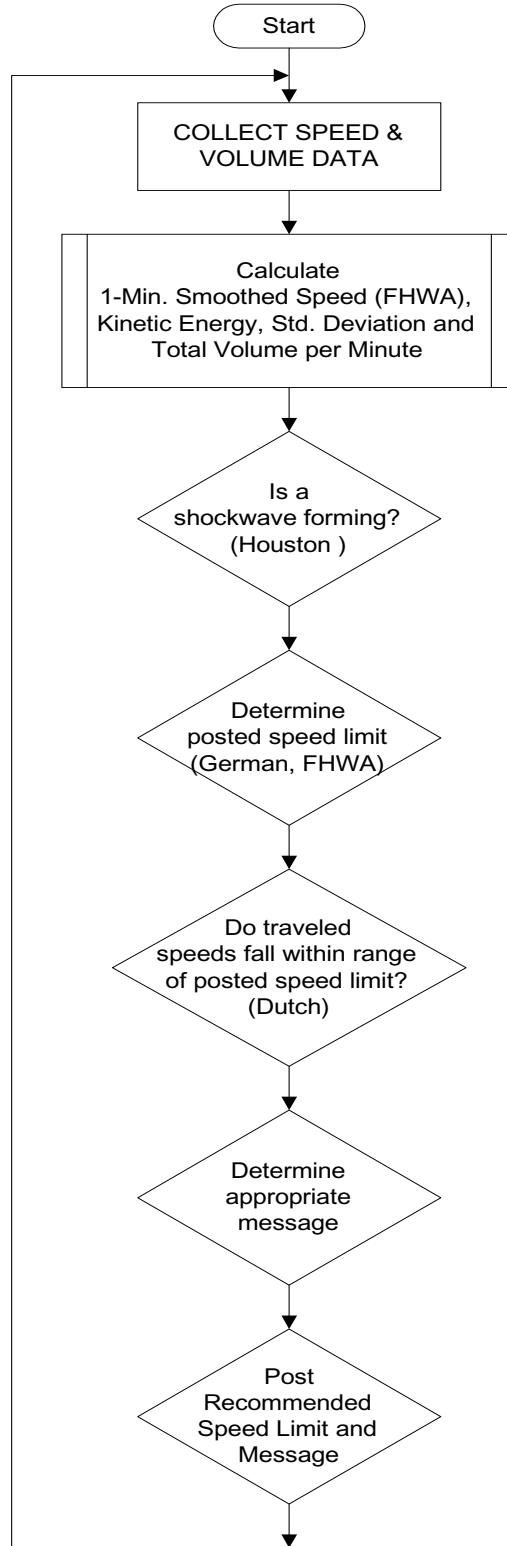 Start
COLLECT SPEED &
VOLUME DATA
Calculate
1-Min. Smoothed Speed (FHWA),
Kinetic Energy, Std. Deviation and
Total Volume per Minute
Is a
shockwave forming?
(Houston )
Determine
posted speed limit
(German, FHWA)
Do traveled
speeds fall within range
of posted speed limit?
(Dutch)
Determine
appropriate
message
Post
Recommended
Speed Limit and
Message